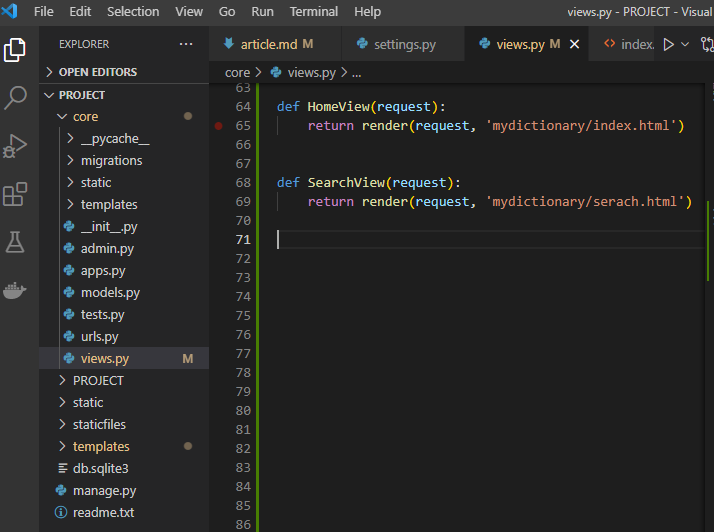 File Edit Selection View Go Run Terminal Help views.py - PROJECT - Visual
EXPLORER ...
article.md M settings.py views.py M index.
OPEN EDITORS
core > views.py > ...
PROJECT
core
__pycache__
migrations
static
templates
__init__.py
admin.py
apps.py
models.py
tests.py
urls.py
views.py M
PROJECT
static
staticfiles
templates
db.sqlite3
manage.py
readme.txt
63
64 def HomeView(request):
65 return render(request, 'mydictionary/index.html')
66
67
68 def SearchView(request):
69 return render(request, 'mydictionary/serach.html')
70
71
72
73
74
75
76
77
78
79
80
81
82
83
84
85
86